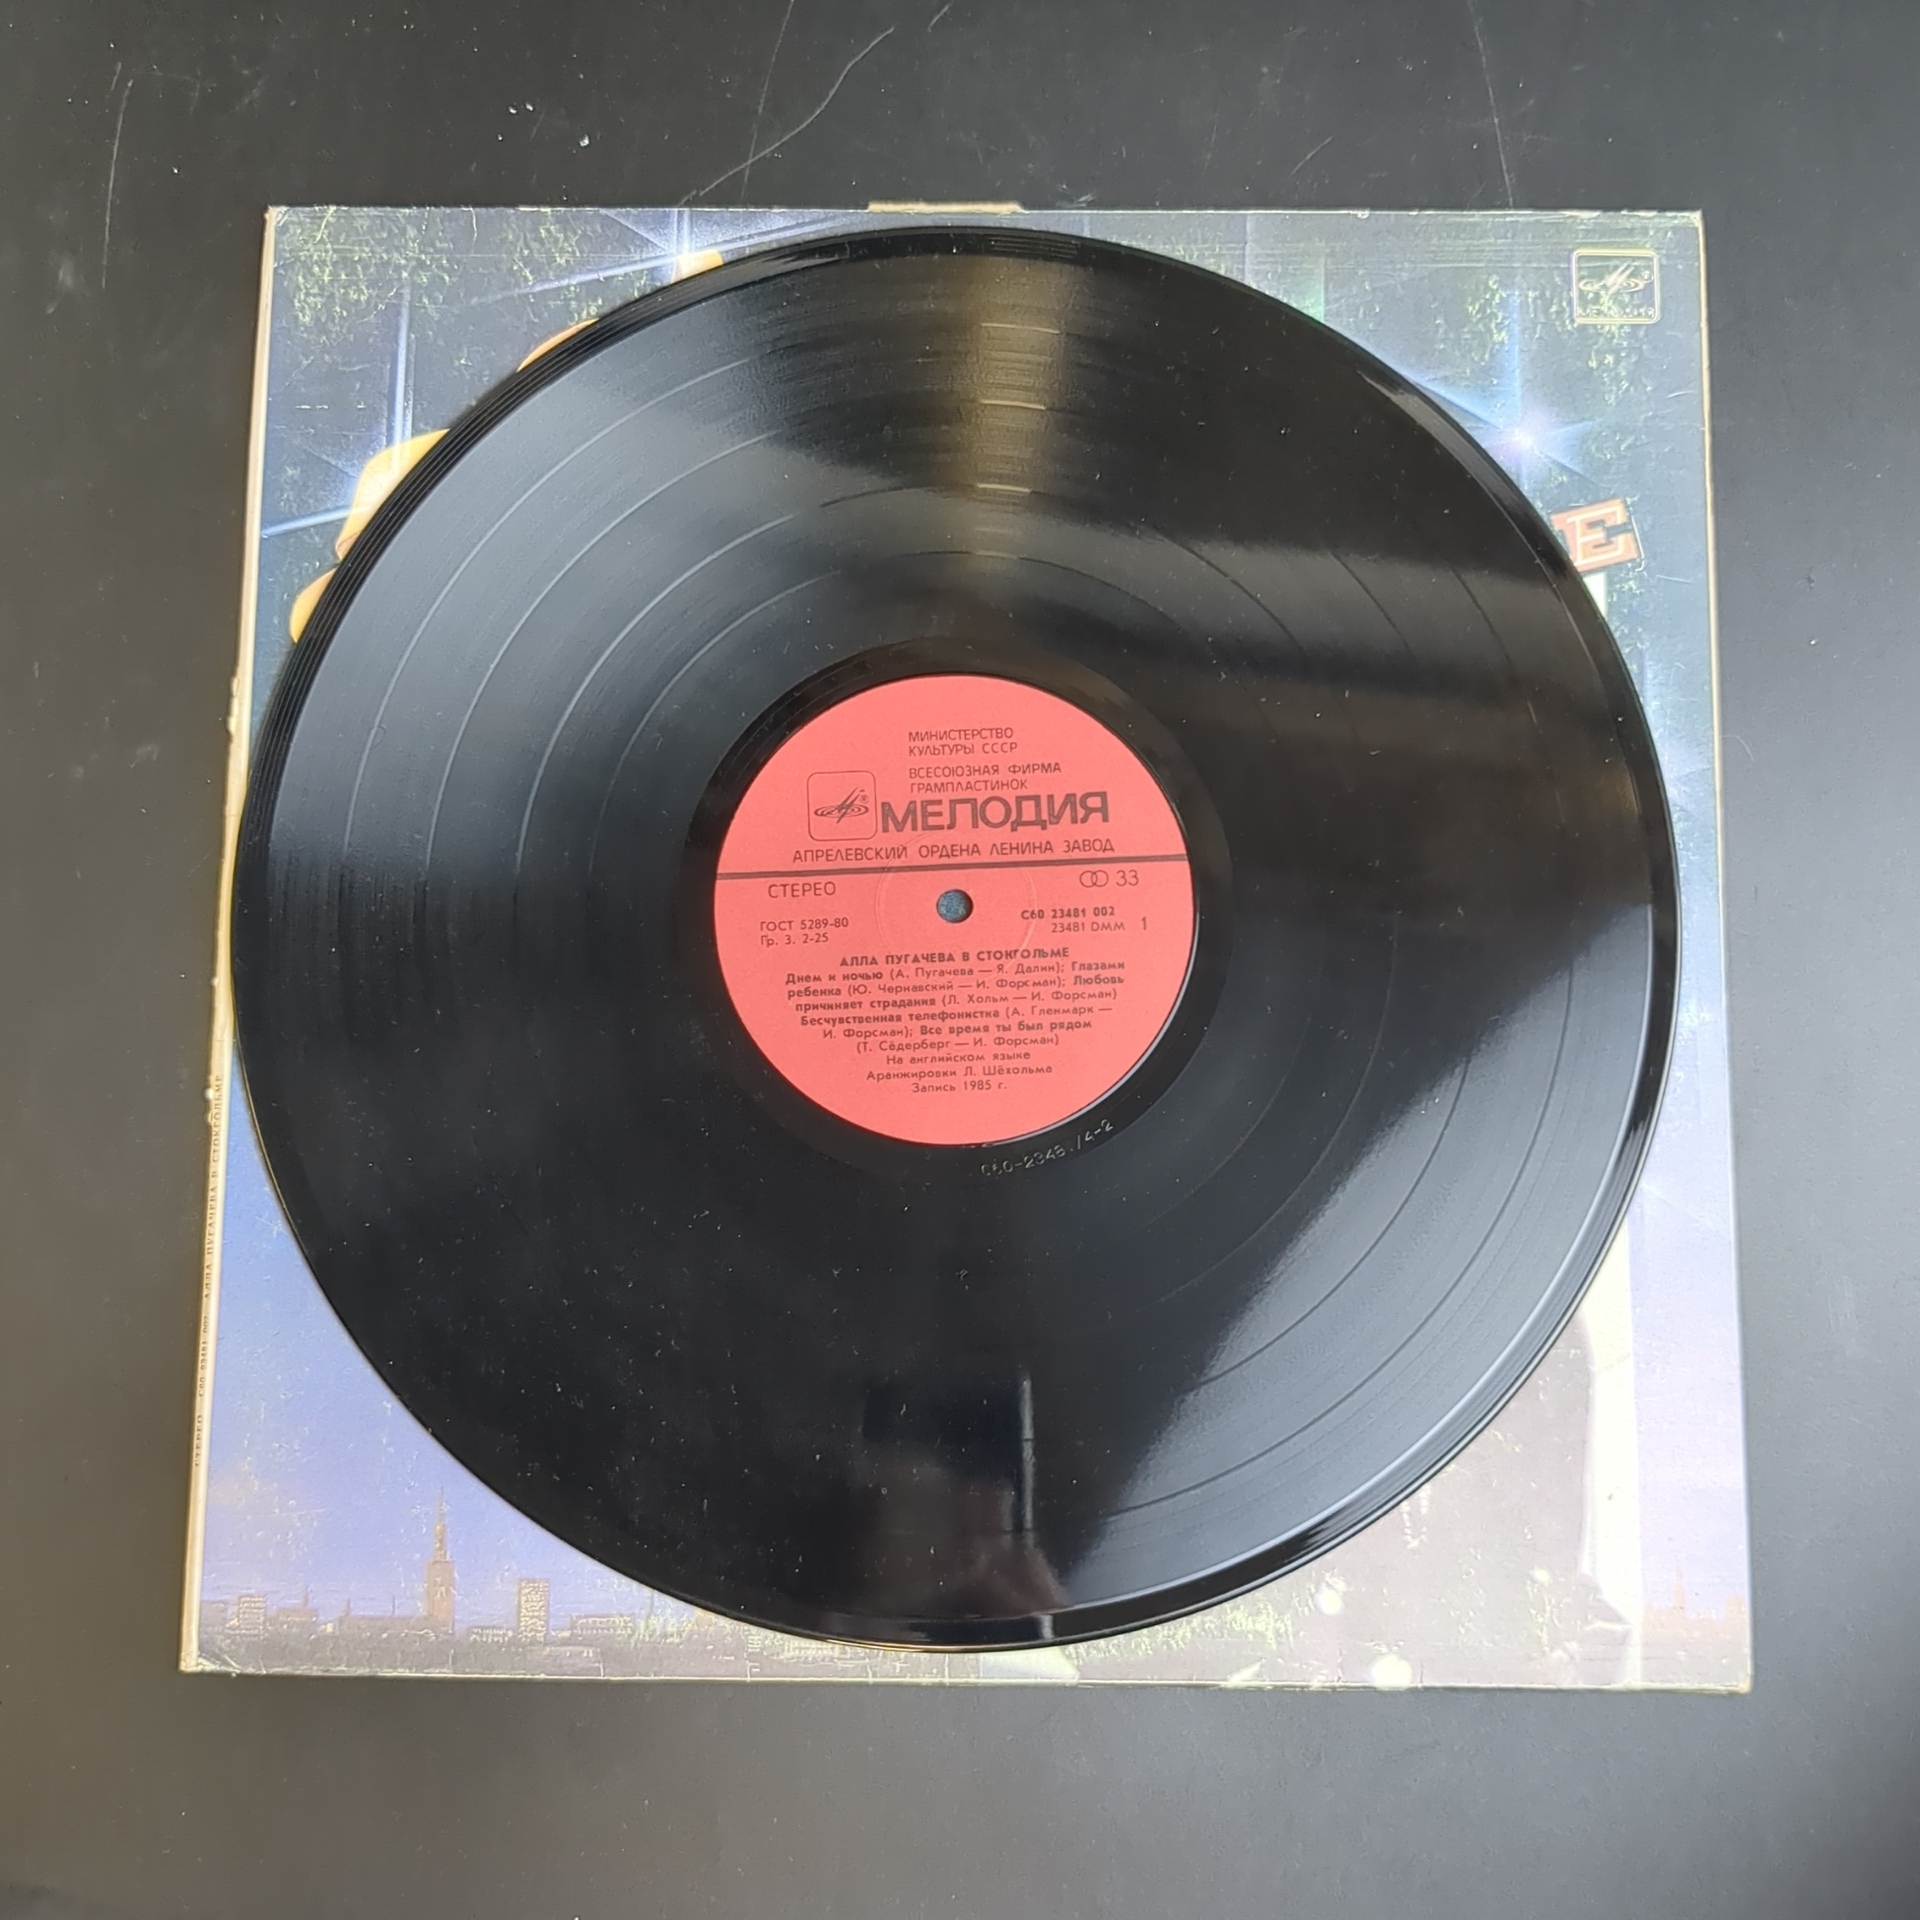 МИНИСТЕРСТВО
КУЛЬТУРЫ СССР
ВСЕСОЮЗНАЯ ФИРМА
ГРАМПЛАСТИНОК
МЕЛОДИЯ
АПРЕЛЕВСКИЙ ОРДЕНА ЛЕНИНА ЗАВОД
СТЕРЕО
33
ГОСТ 5289-80
Гр. 3. 2-25
С60 23481 002
23481 DMM 1
АЛЛА ПУГАЧЕВА В СТОКГОЛЬМЕ
Днем и ночью (А. Пугачева — Я. Далин); Глазами
ребенка (Ю. Чернавский — И. Форсман); Любовь
причиняет страдания (Л. Хольм — И. Форсман)
Бесчувственная телефонистка (А. Гленмарк —
И. Форсман); Все время ты был рядом
(Т. Сёдерберг — И. Форсман)
На английском языке
Аранжировки Л. Шёхольма
Запись 1985 г.
Е
СТЕРЕО С60 23481 002 АЛЛА ПУГАЧЕВА В СТОКГОЛЬМЕ